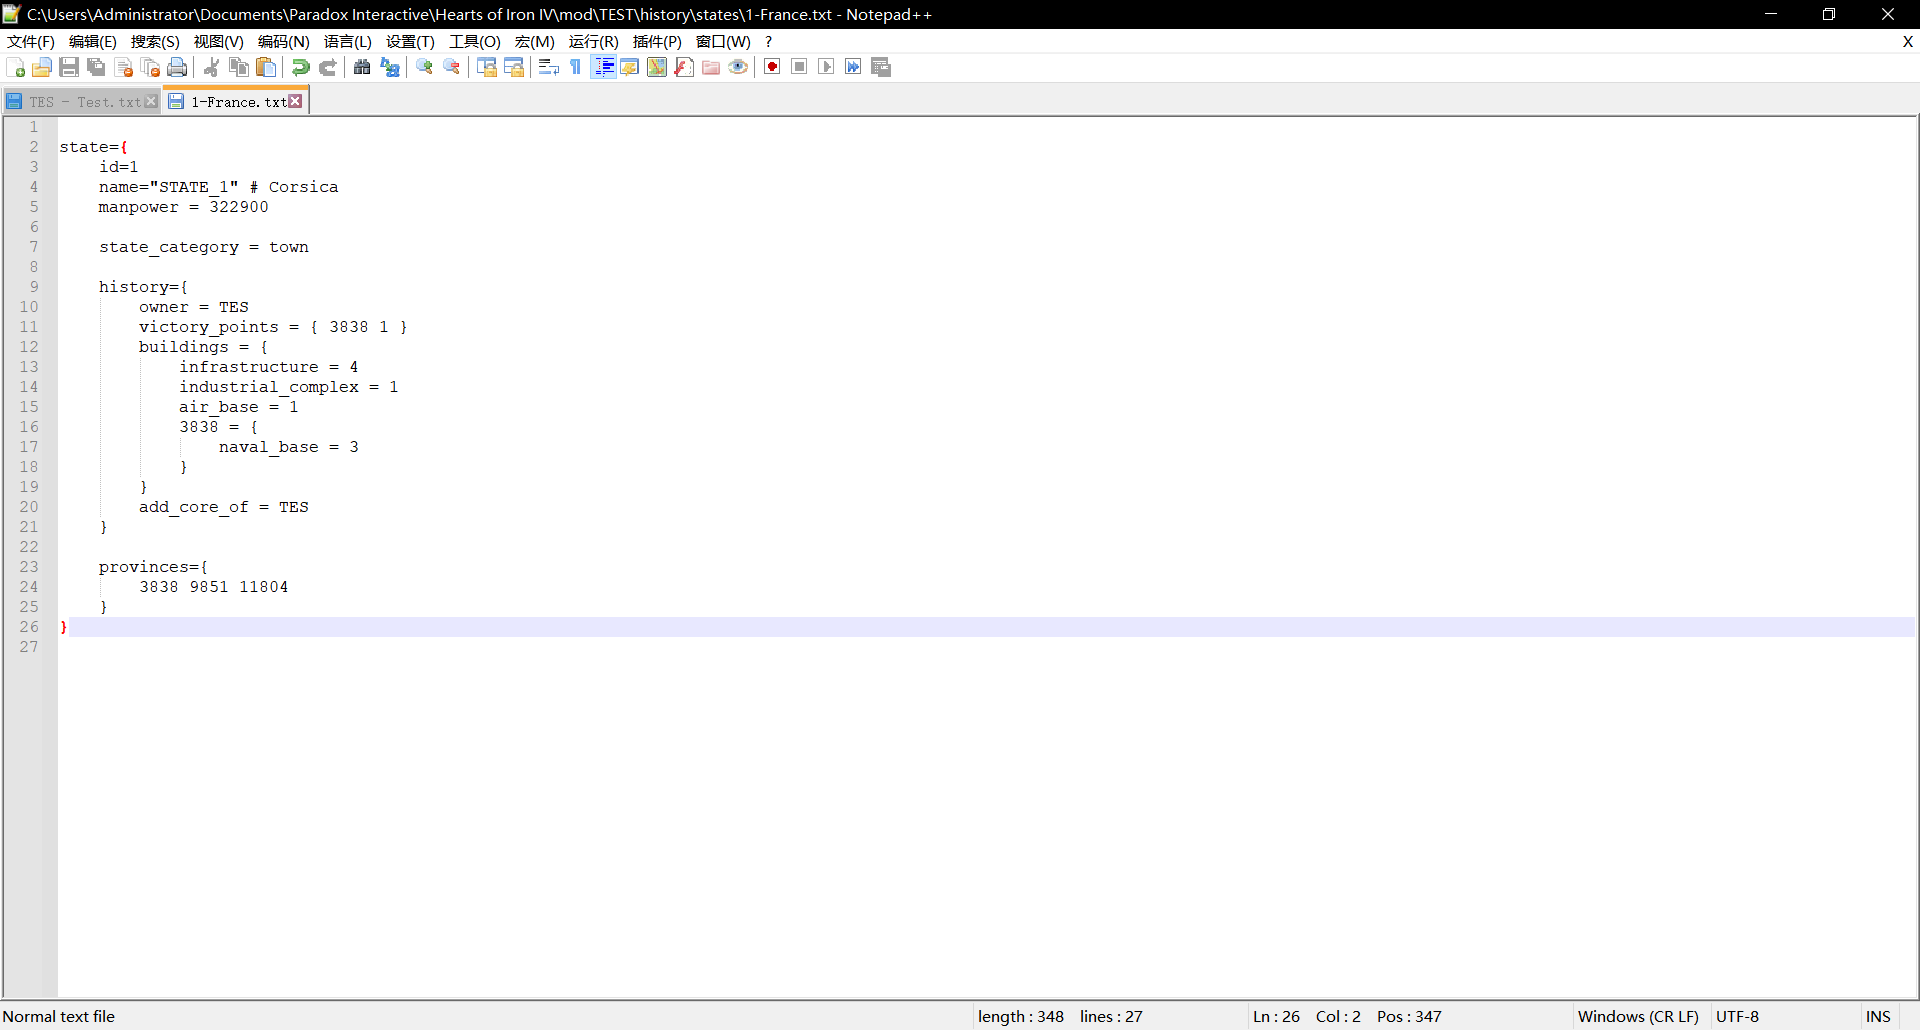 C:\Users\Administrator\Documents\Paradox Interactive\Hearts of Iron IV\mod\TEST\history\states\1-France.txt - Notepad++
文件(F) 编辑(E) 搜索(S) 视图(V) 编码(N) 语言(L) 设置(T) 工具(O) 宏(M) 运行(R) 插件(P) 窗口(W) ? X
TES - Test.txt 1-France.txt
1
2 state={
3 id=1
4 name="STATE_1" # Corsica
5 manpower = 322900
6
7 state_category = town
8
9 history={
10 owner = TES
11 victory_points = { 3838 1 }
12 buildings = {
13 infrastructure = 4
14 industrial_complex = 1
15 air_base = 1
16 3838 = {
17 naval_base = 3
18 }
19 }
20 add_core_of = TES
21 }
22
23 provinces={
24 3838 9851 11804
25 }
26 }
27
Normal text file length : 348 lines : 27 Ln : 26 Col : 2 Pos : 347 Windows (CR LF) UTF-8 INS